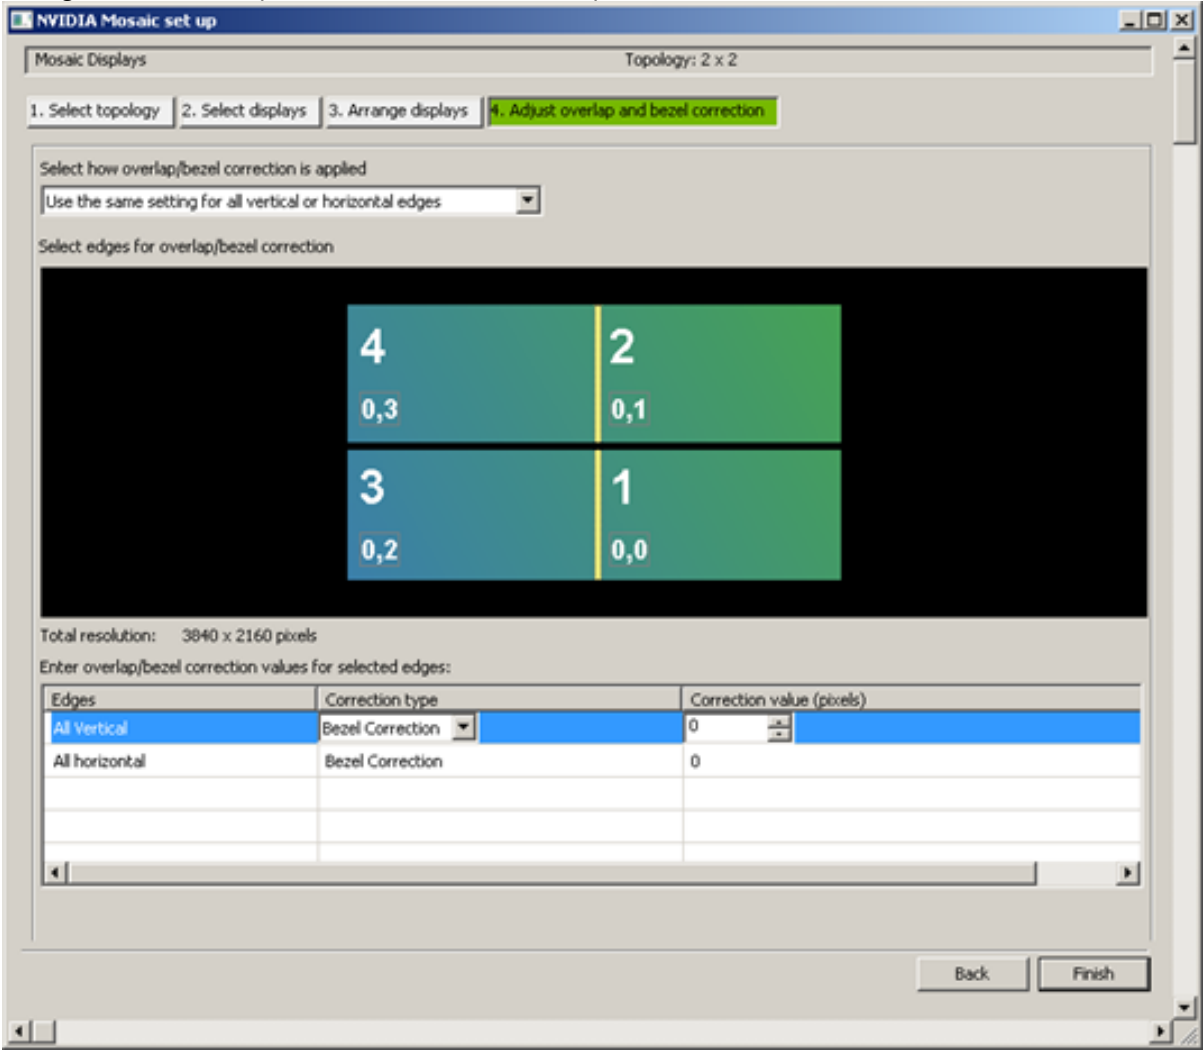 NVIDIA Mosaic set up
Mosaic Displays Topology: 2 x 2
1. Select topology 2. Select displays 3. Arrange displays 4. Adjust overlap and bezel correction
Select how overlap/bezel correction is applied
Use the same setting for all vertical or horizontal edges
Select edges for overlap/bezel correction
4 2
0,3 0,1
3 1
0,2 0,0
Total resolution: 3840 x 2160 pixels
Enter overlap/bezel correction values for selected edges:
Edges Correction type Correction value (pixels)
All Vertical Bezel Correction 0
All horizontal Bezel Correction 0
Back Finish